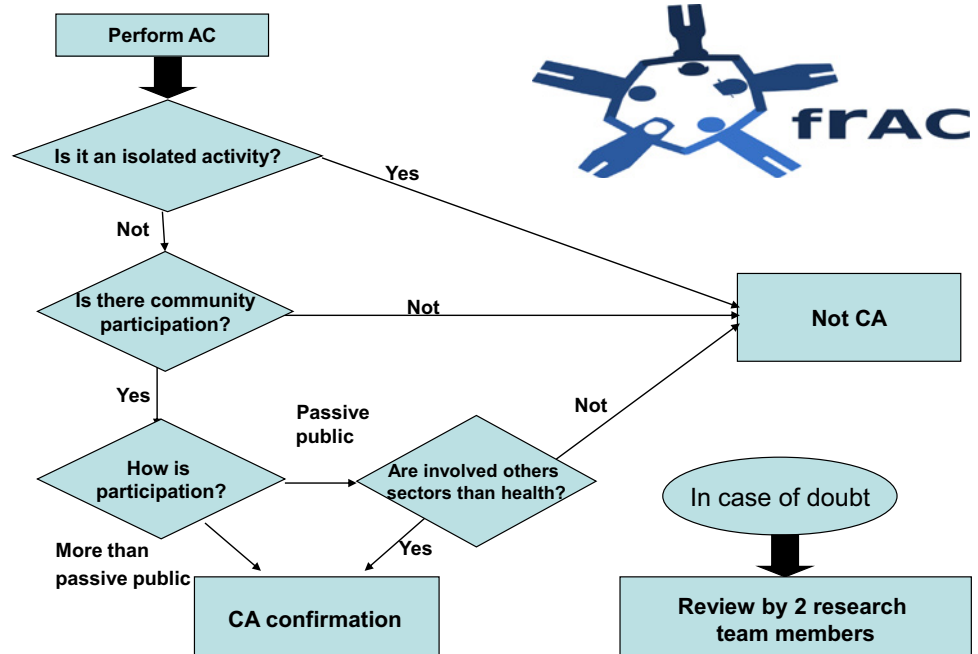 Perform AC
frAC
Is it an isolated activity?
Yes
Not
Is there community
participation?
Not
Not CA
Yes
Not
Passive
public
How is
participation?
Are involved others
sectors than health?
In case of doubt
More than
passive public
Yes
CA confirmation
Review by 2 research
team members